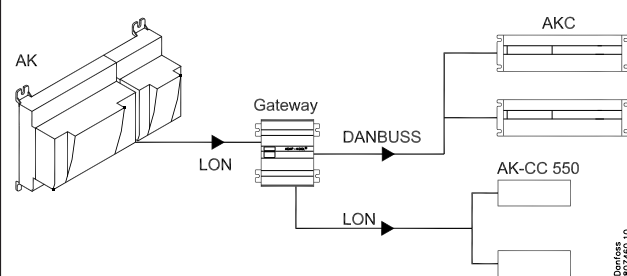 AKC
AK
Gateway
DANBUSS
LON
AK-CC 550
LON
Danfoss